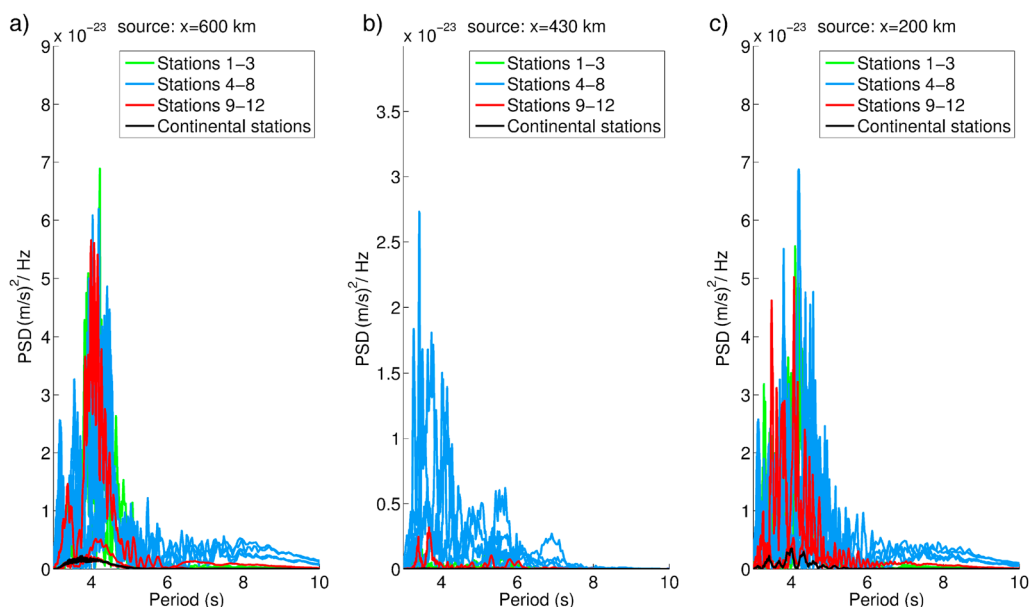 a) x 10⁻²³ source: x=600 km
9
8
7
6
5
4
3
2
1
0
PSD (m/s)²/ Hz
Stations 1−3
Stations 4−8
Stations 9−12
Continental stations
4 6 8 10
Period (s)
b) x 10⁻²³ source: x=430 km
3.5
3
2.5
2
1.5
1
0.5
0
PSD (m/s)²/ Hz
Stations 1−3
Stations 4−8
Stations 9−12
Continental stations
4 6 8 10
Period (s)
c) x 10⁻²³ source: x=200 km
9
8
7
6
5
4
3
2
1
0
PSD (m/s)²/ Hz
Stations 1−3
Stations 4−8
Stations 9−12
Continental stations
4 6 8 10
Period (s)